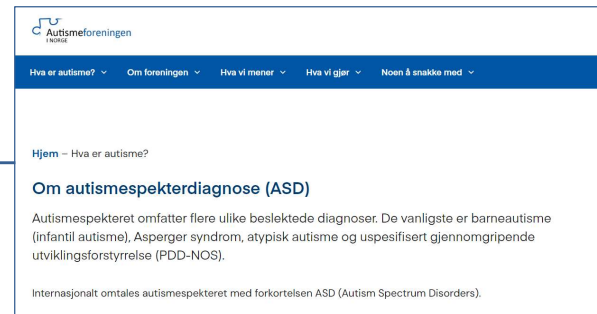 Autismeforeningen
I NORGE
Hva er autisme? Om foreningen Hva vi mener Hva vi gjør Noen å snakke med
Hjem – Hva er autisme?
Om autismespekterdiagnose (ASD)
Autismespekteret omfatter flere ulike beslektede diagnoser. De vanligste er barneautisme
(infantil autisme), Asperger syndrom, atypisk autisme og uspesifisert gjennomgripende
utviklingsforstyrrelse (PDD-NOS).
Internasjonalt omtales autismespekteret med forkortelsen ASD (Autism Spectrum Disorders).